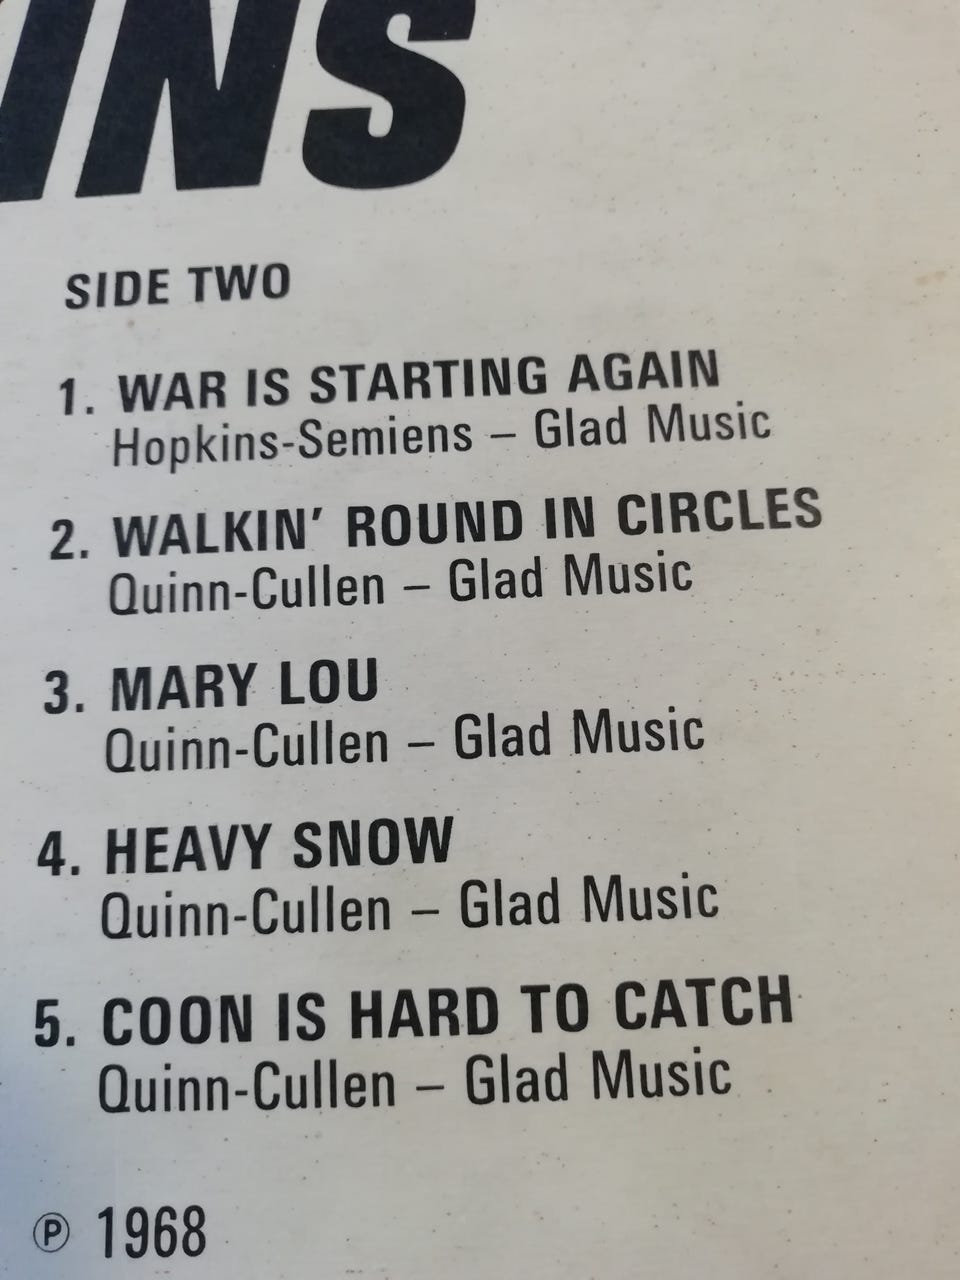 INS
SIDE TWO
1. WAR IS STARTING AGAIN
Hopkins-Semiens – Glad Music
2. WALKIN’ ROUND IN CIRCLES
Quinn-Cullen – Glad Music
3. MARY LOU
Quinn-Cullen – Glad Music
4. HEAVY SNOW
Quinn-Cullen – Glad Music
5. COON IS HARD TO CATCH
Quinn-Cullen – Glad Music
℗ 1968